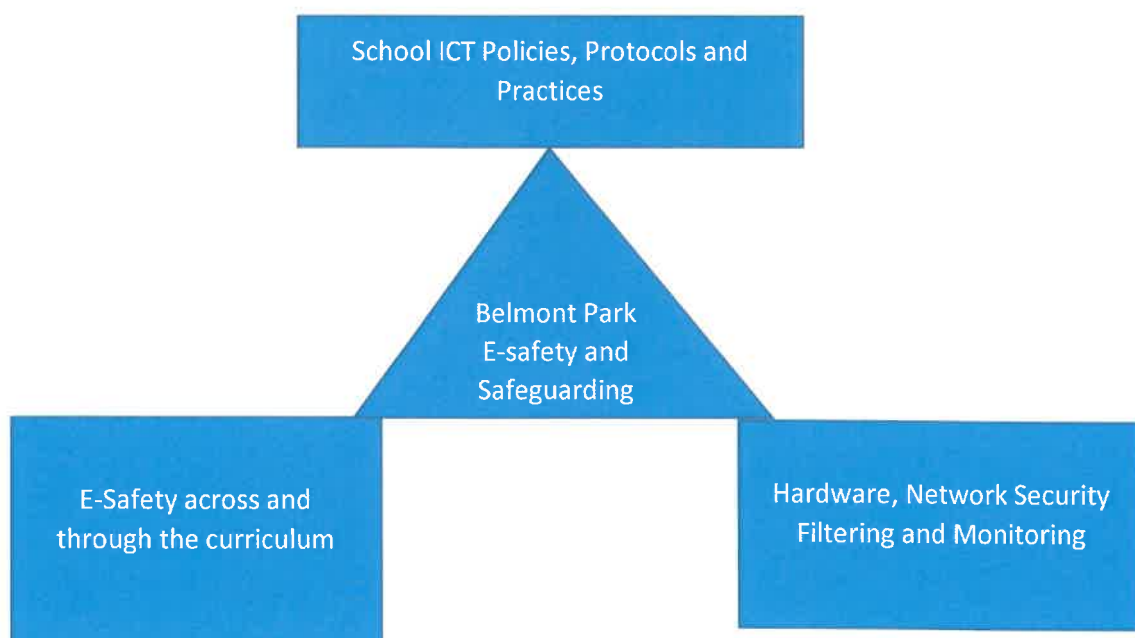 School ICT Policies, Protocols and
Practices
Belmont Park
E-safety and
Safeguarding
E-Safety across and
through the curriculum
Hardware, Network Security
Filtering and Monitoring